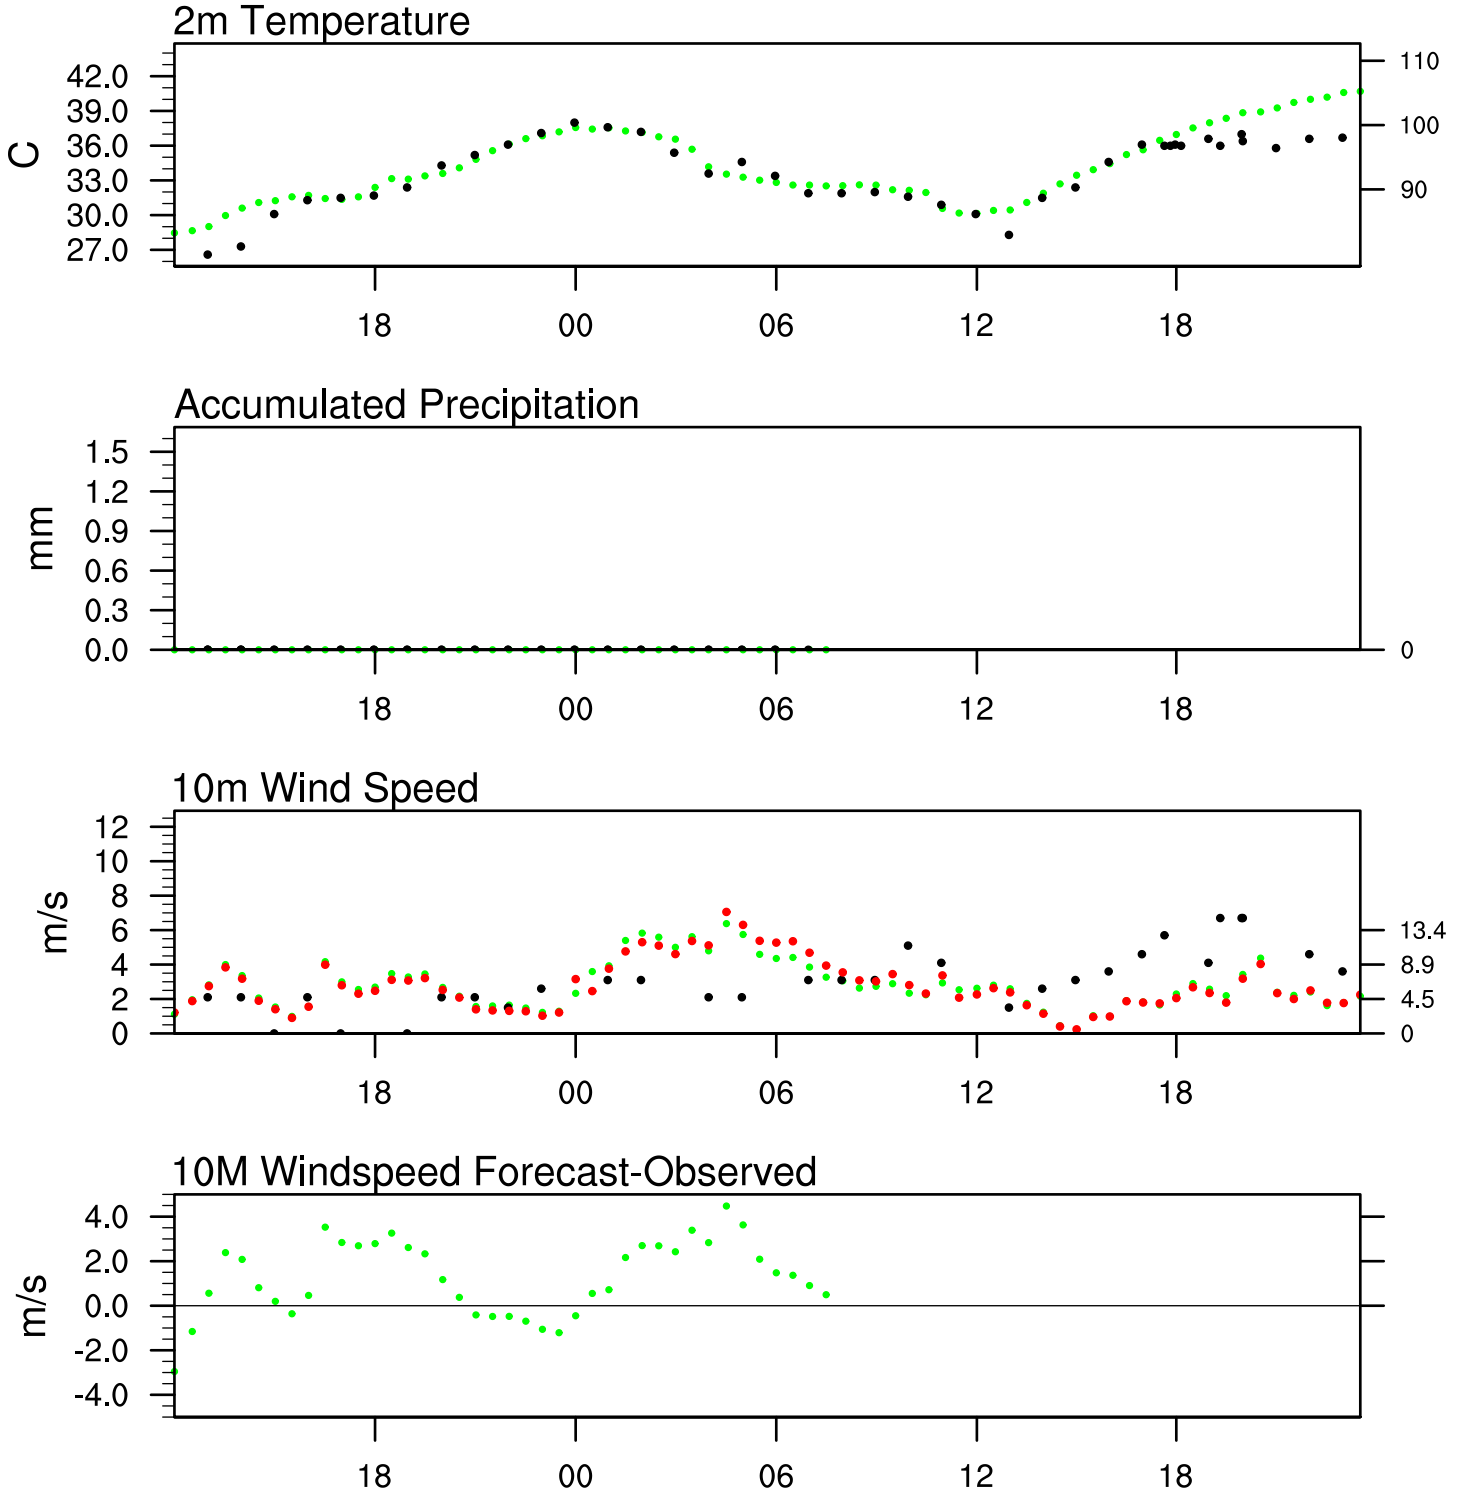 2m Temperature
42.0
39.0
36.0
33.0
30.0
27.0
C
110
100
90
18 00 06 12 18
Accumulated Precipitation
1.5
1.2
0.9
0.6
0.3
0.0
mm
0
18 00 06 12 18
10m Wind Speed
12
10
8
6
4
2
0
m/s
13.4
8.9
4.5
0
18 00 06 12 18
10M Windspeed Forecast-Observed
4.0
2.0
0.0
-2.0
-4.0
m/s
18 00 06 12 18